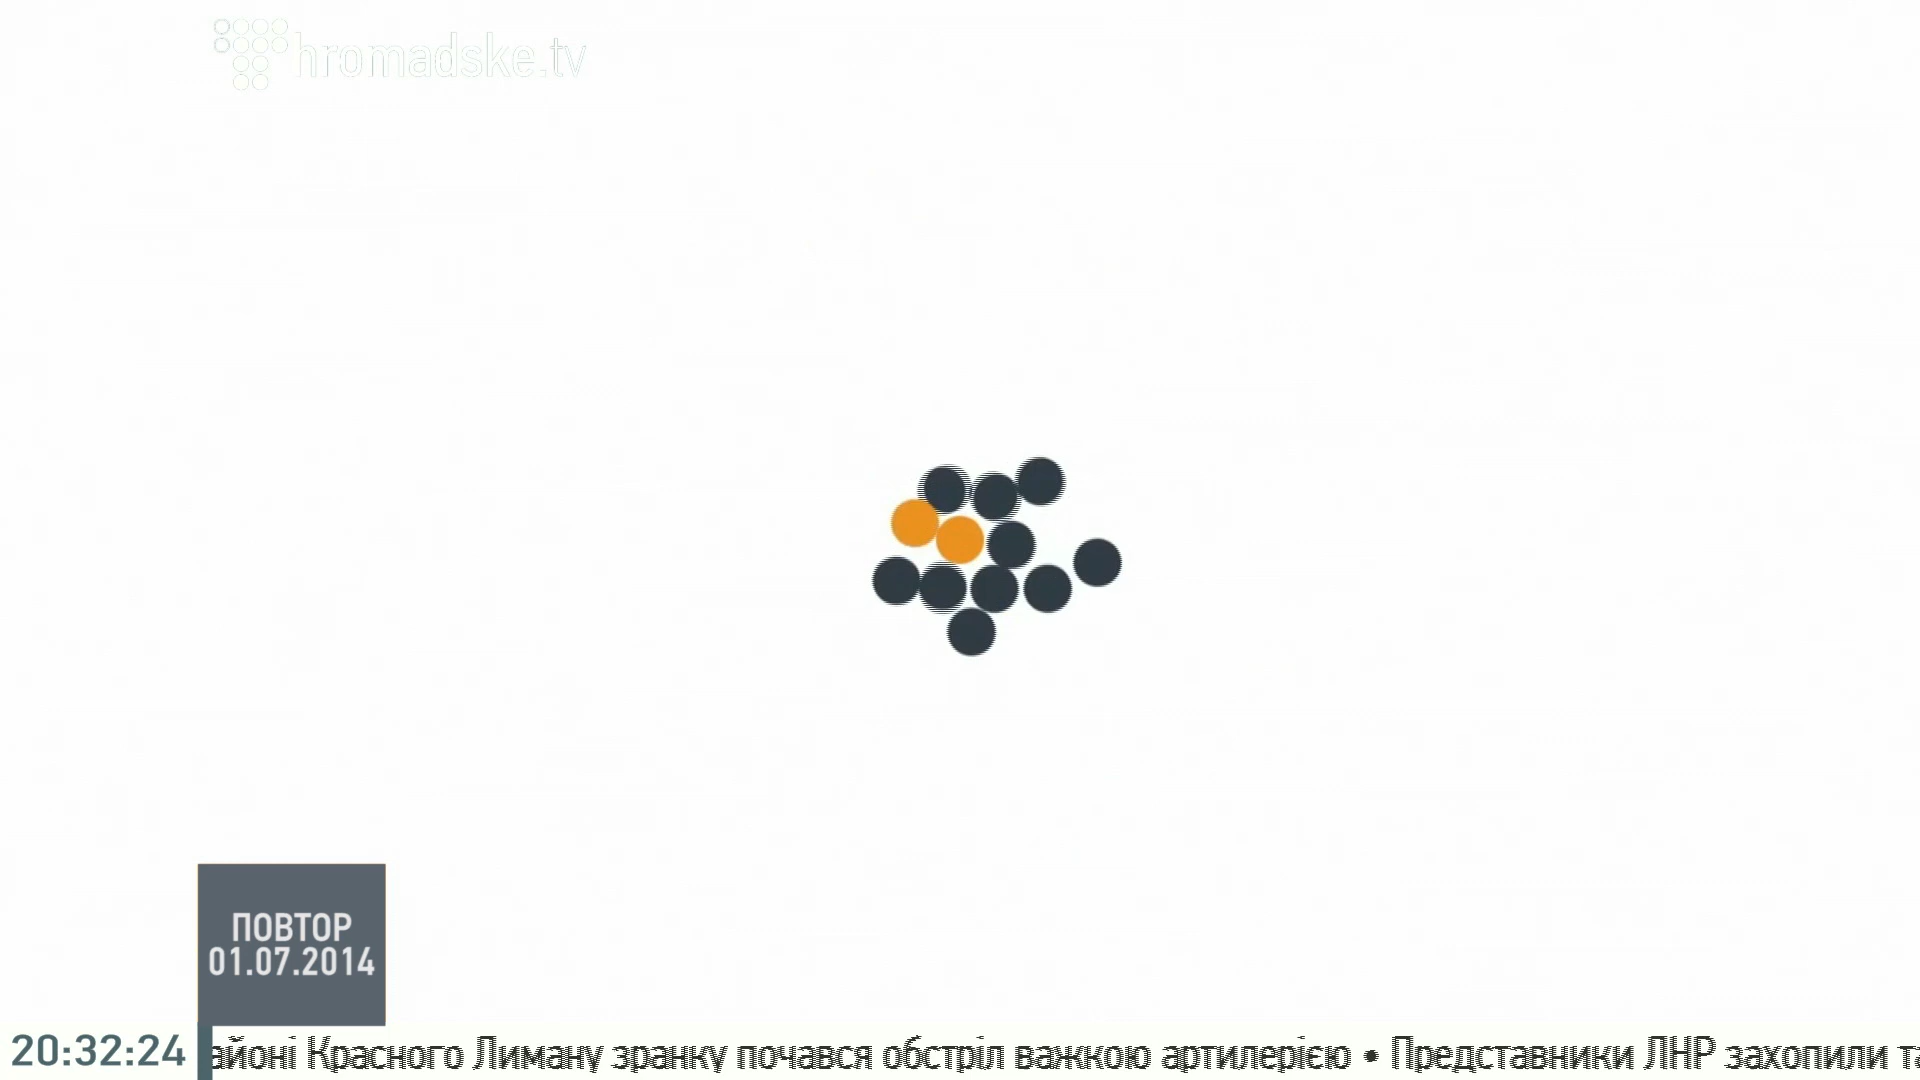 hromadske.tv
ПОВТОР
01.07.2014
20:32:24
айоні Красного Лиману зранку почався обстріл важкою артилерією • Представники ЛНР захопили та